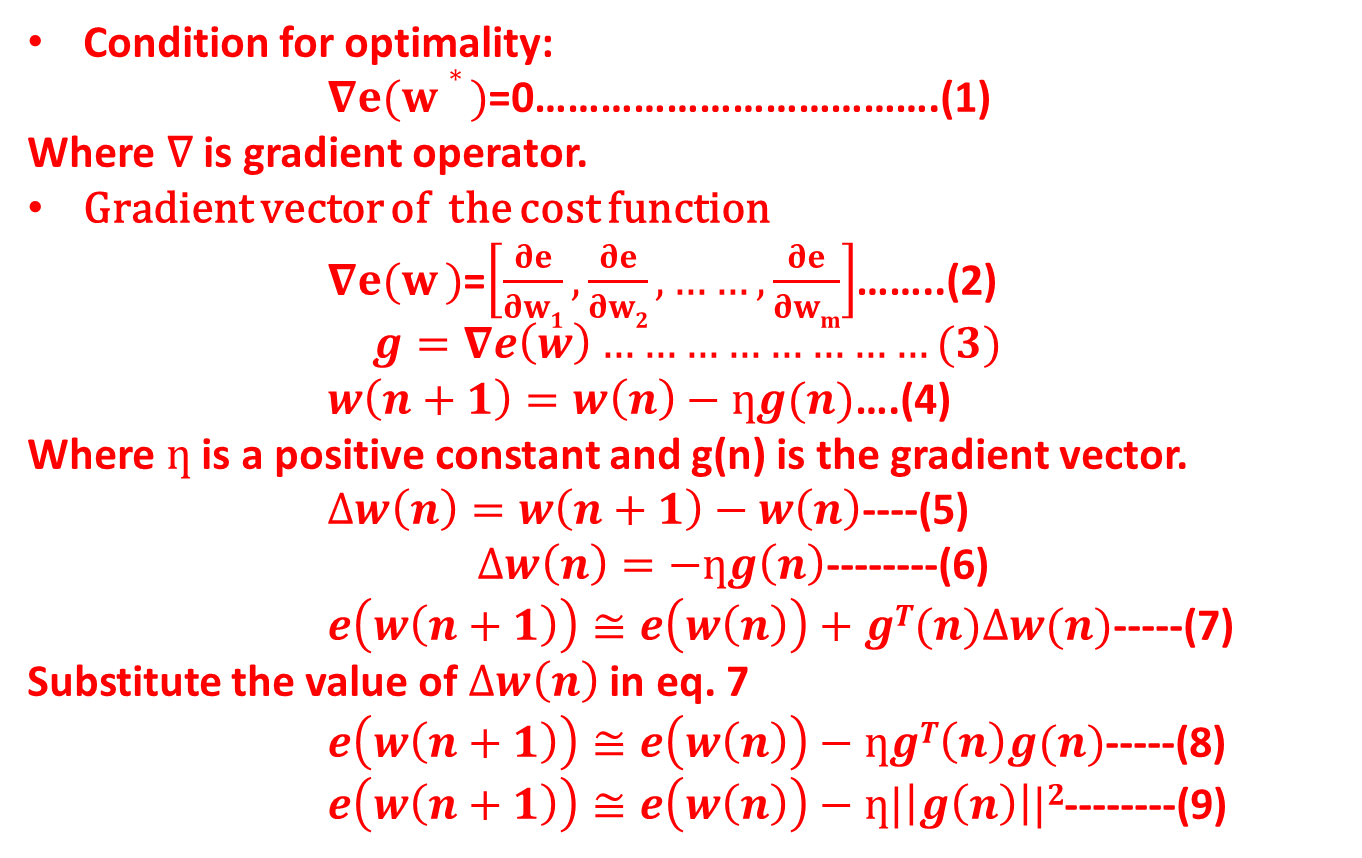 • Condition for optimality:
∇e(w*)=0……………………………….(1)
Where ∇ is gradient operator.
• Gradient vector of the cost function
∇e(w)=[∂e/∂w₁, ∂e/∂w₂, … …, ∂e/∂wₘ]……..(2)
g = ∇e(w) … … … … … … … … (3)
w(n + 1) = w(n) − ηg(n)….(4)
Where η is a positive constant and g(n) is the gradient vector.
Δw(n) = w(n + 1) − w(n)----(5)
Δw(n) = −ηg(n)--------(6)
e(w(n + 1)) ≅ e(w(n)) + gᵀ(n)Δw(n)-----(7)
Substitute the value of Δw(n) in eq. 7
e(w(n + 1)) ≅ e(w(n)) − ηgᵀ(n)g(n)-----(8)
e(w(n + 1)) ≅ e(w(n)) − η||g(n)||²--------(9)